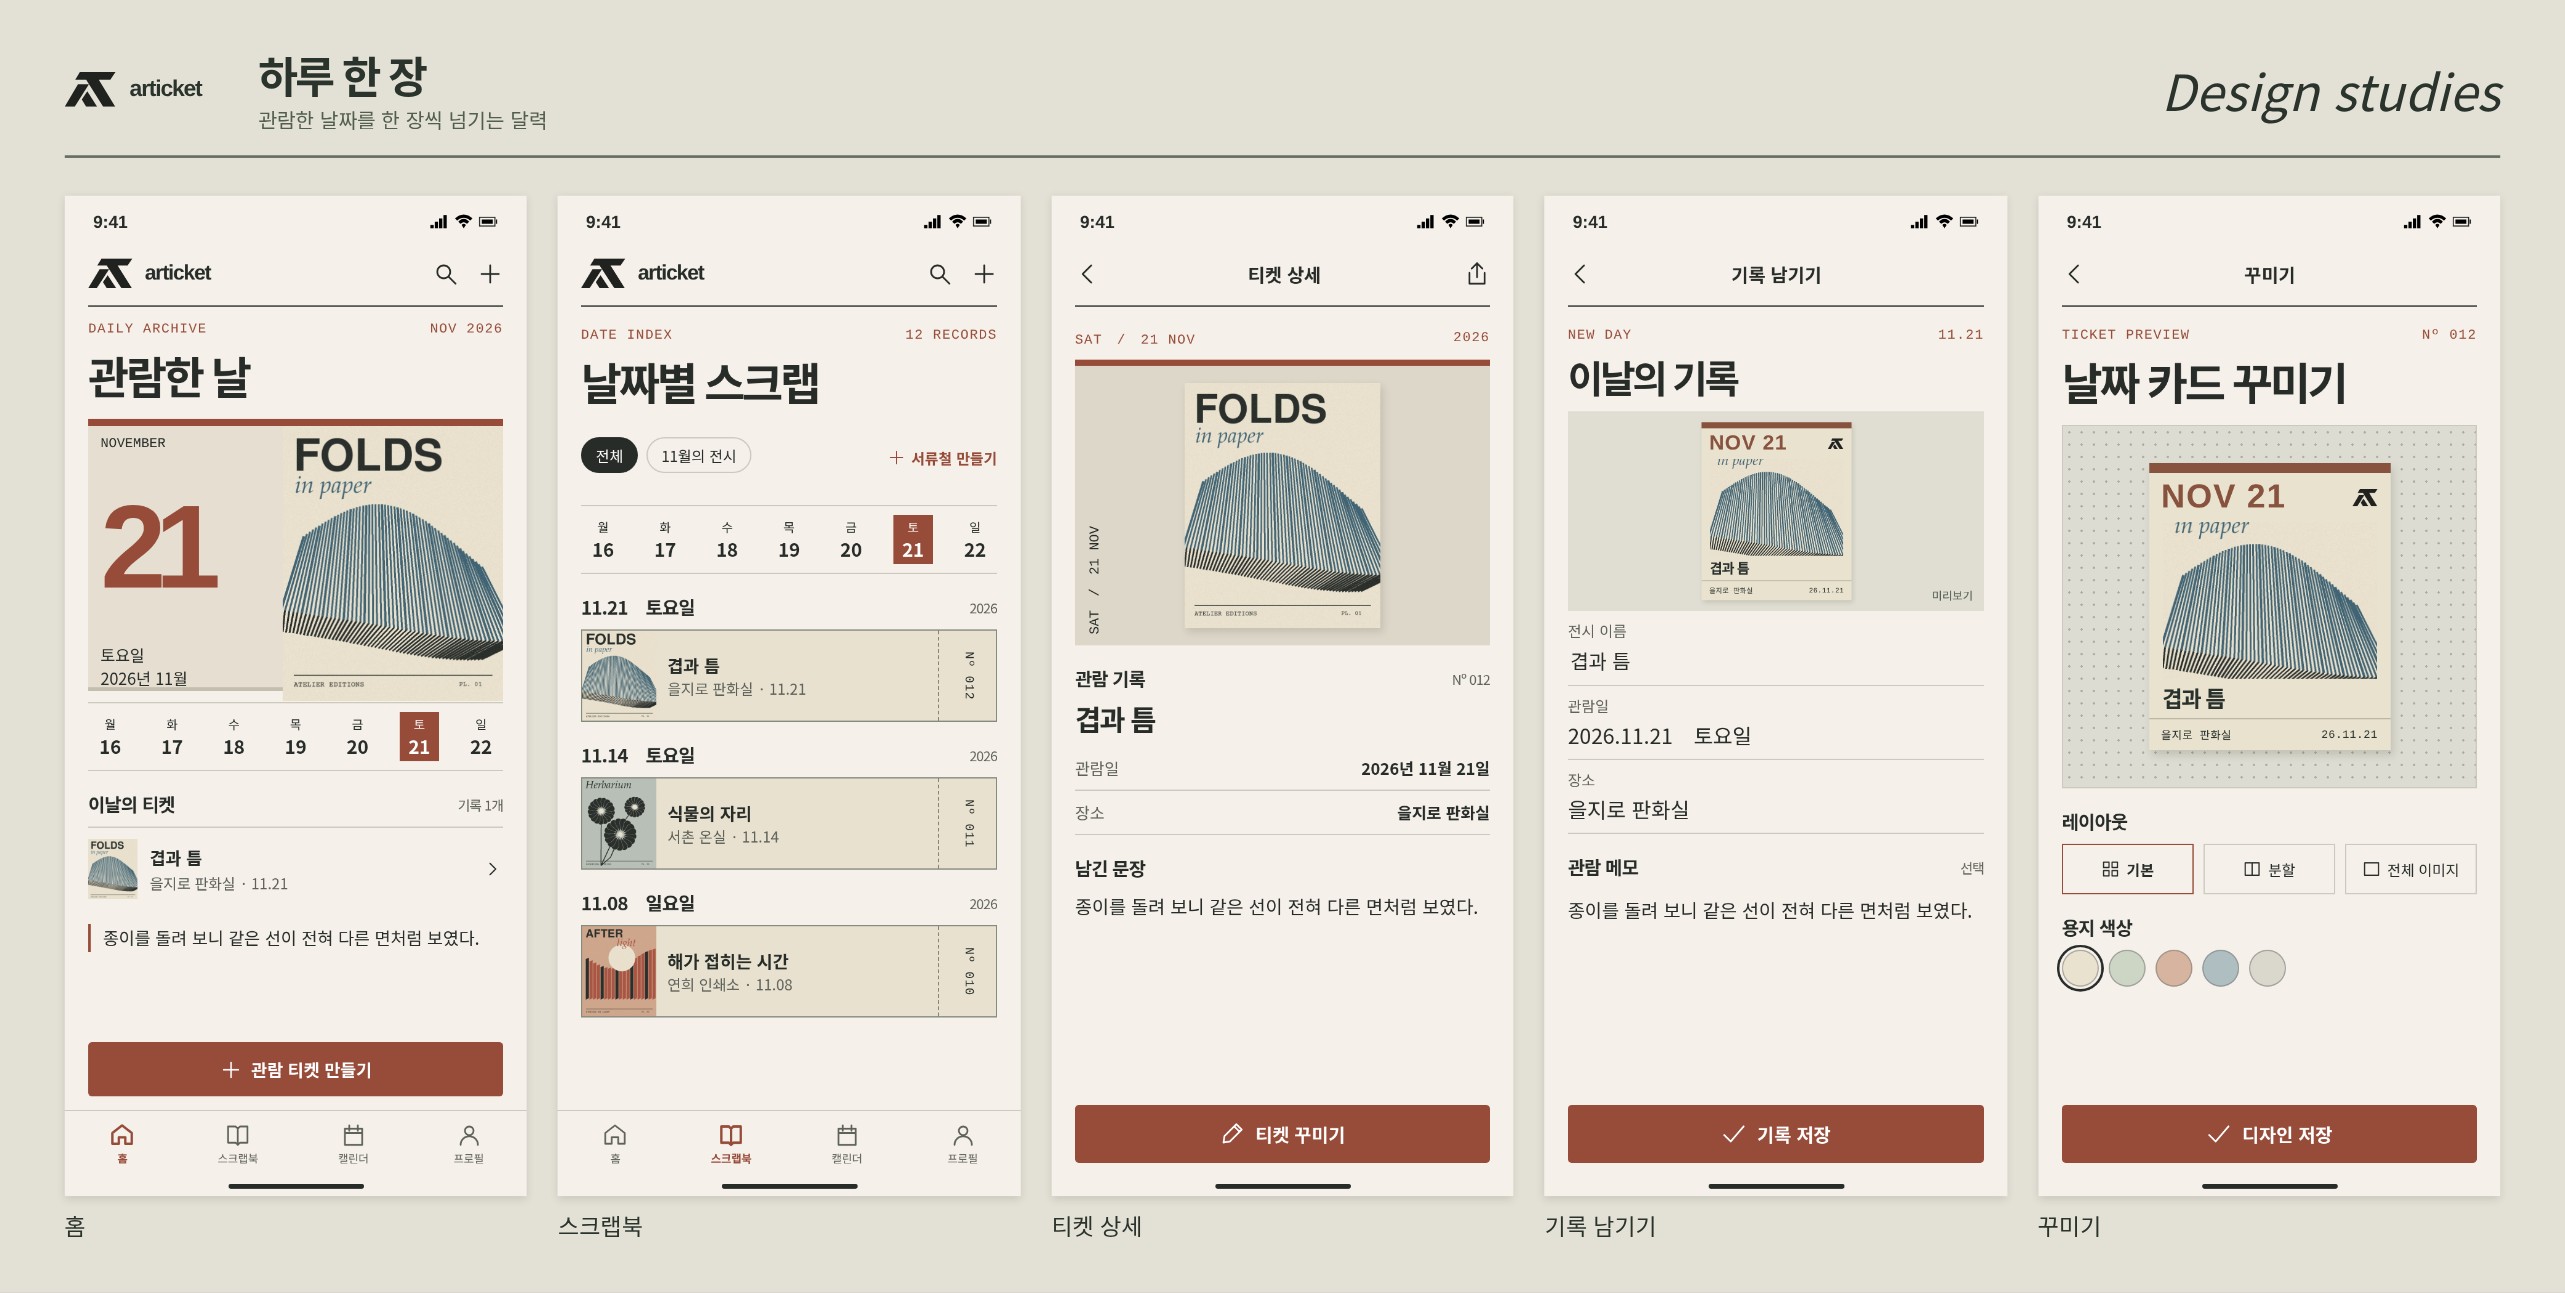 articket
하루 한 장
관람한 날짜를 한 장씩 넘기는 달력
Design studies
9:41
articket
DAILY ARCHIVE NOV 2026
관람한 날
NOVEMBER
21
토요일
2026년 11월
FOLDS
in paper
ATELIER EDITIONS PL. 01
월 화 수 목 금 토 일
16 17 18 19 20 21 22
이날의 티켓 기록 1개
FOLDS
in paper
겹과 틈
을지로 판화실 · 11.21
종이를 돌려 보니 같은 선이 전혀 다른 면처럼 보였다.
+ 관람 티켓 만들기
홈 스크랩북 캘린더 프로필
홈
9:41
articket
DATE INDEX 12 RECORDS
날짜별 스크랩
전체 11월의 전시 + 서류철 만들기
월 화 수 목 금 토 일
16 17 18 19 20 21 22
11.21 토요일 2026
FOLDS
in paper
겹과 틈
을지로 판화실 · 11.21
Nº 012
11.14 토요일 2026
Herbarium
식물의 자리
서촌 온실 · 11.14
Nº 011
11.08 일요일 2026
AFTER
light
해가 접히는 시간
연희 인쇄소 · 11.08
Nº 010
홈 스크랩북 캘린더 프로필
스크랩북
9:41
티켓 상세
SAT / 21 NOV 2026
SAT / 21 NOV
FOLDS
in paper
ATELIER EDITIONS PL. 01
관람 기록 Nº 012
겹과 틈
관람일 2026년 11월 21일
장소 을지로 판화실
남긴 문장
종이를 돌려 보니 같은 선이 전혀 다른 면처럼 보였다.
티켓 꾸미기
티켓 상세
9:41
기록 남기기
NEW DAY 11.21
이날의 기록
NOV 21
in paper
겹과 틈
을지로 판화실 26.11.21
미리보기
전시 이름
겹과 틈
관람일
2026.11.21 토요일
장소
을지로 판화실
관람 메모 선택
종이를 돌려 보니 같은 선이 전혀 다른 면처럼 보였다.
기록 저장
기록 남기기
9:41
꾸미기
TICKET PREVIEW Nº 012
날짜 카드 꾸미기
NOV 21
in paper
겹과 틈
을지로 판화실 26.11.21
레이아웃
기본 분할 전체 이미지
용지 색상
디자인 저장
꾸미기